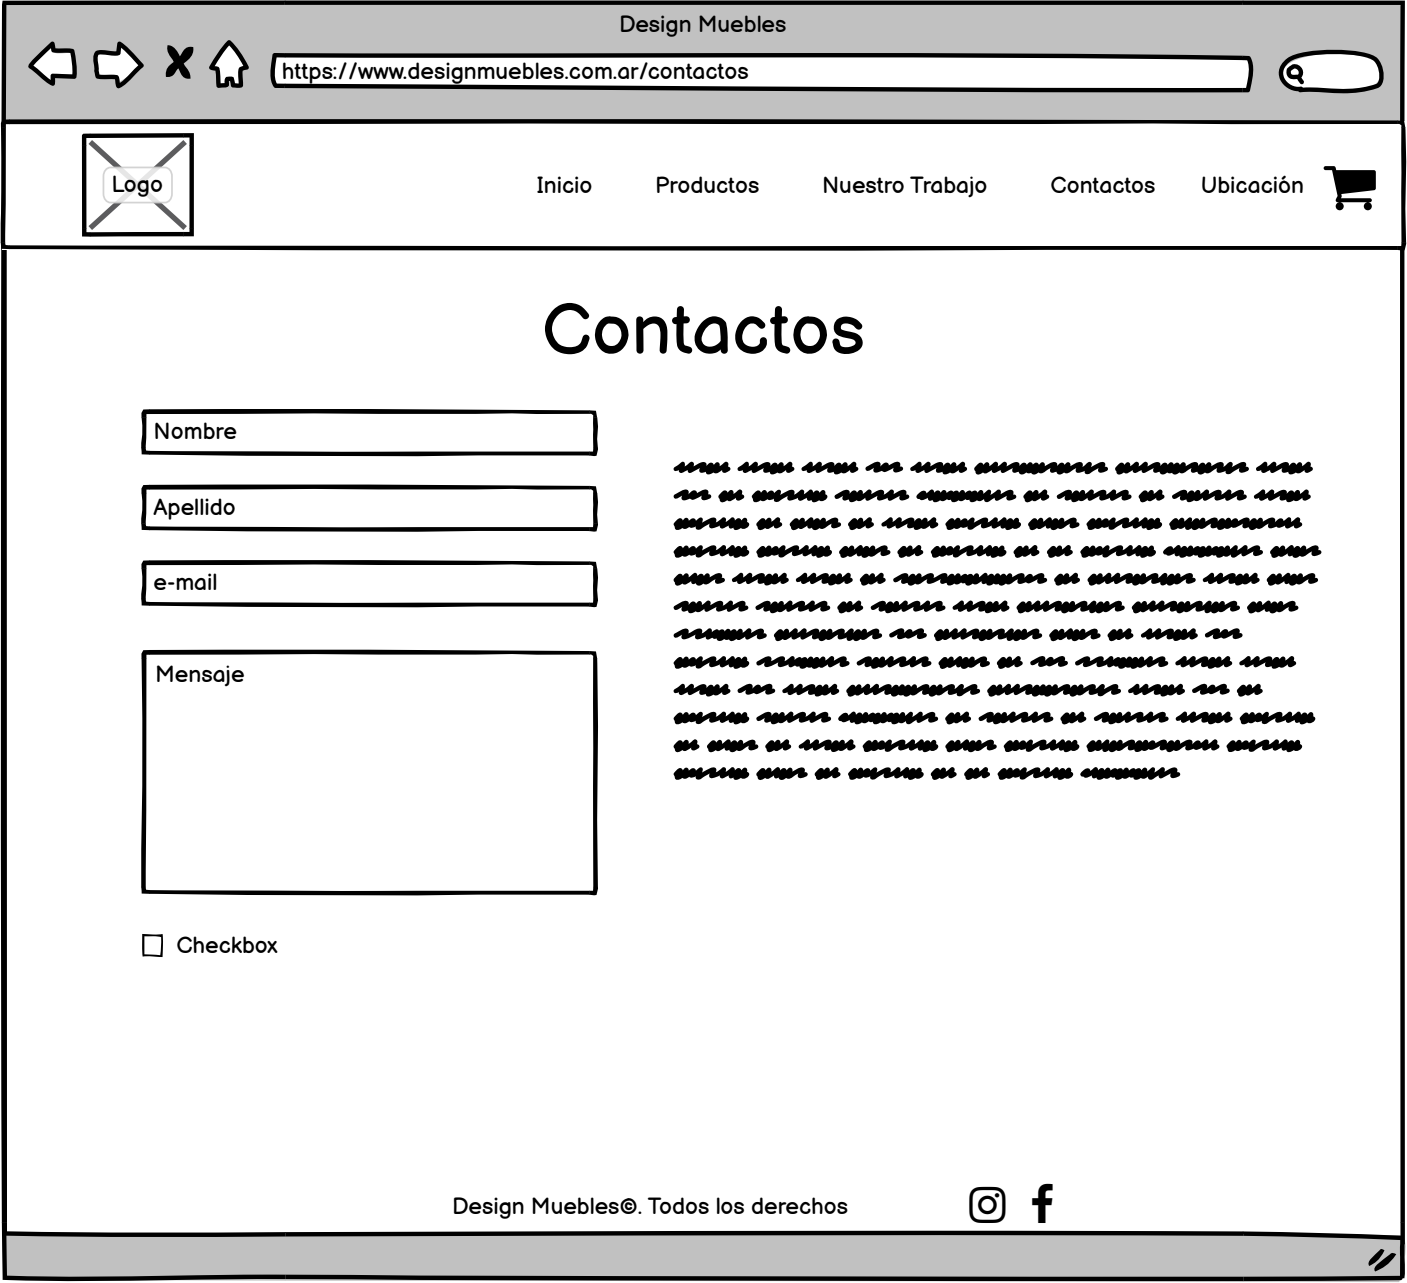 Design Muebles
https://www.designmuebles.com.ar/contactos
Logo
Inicio Productos Nuestro Trabajo Contactos Ubicación
Contactos
Nombre
Apellido
e-mail
Mensaje
Checkbox
Design Muebles©. Todos los derechos